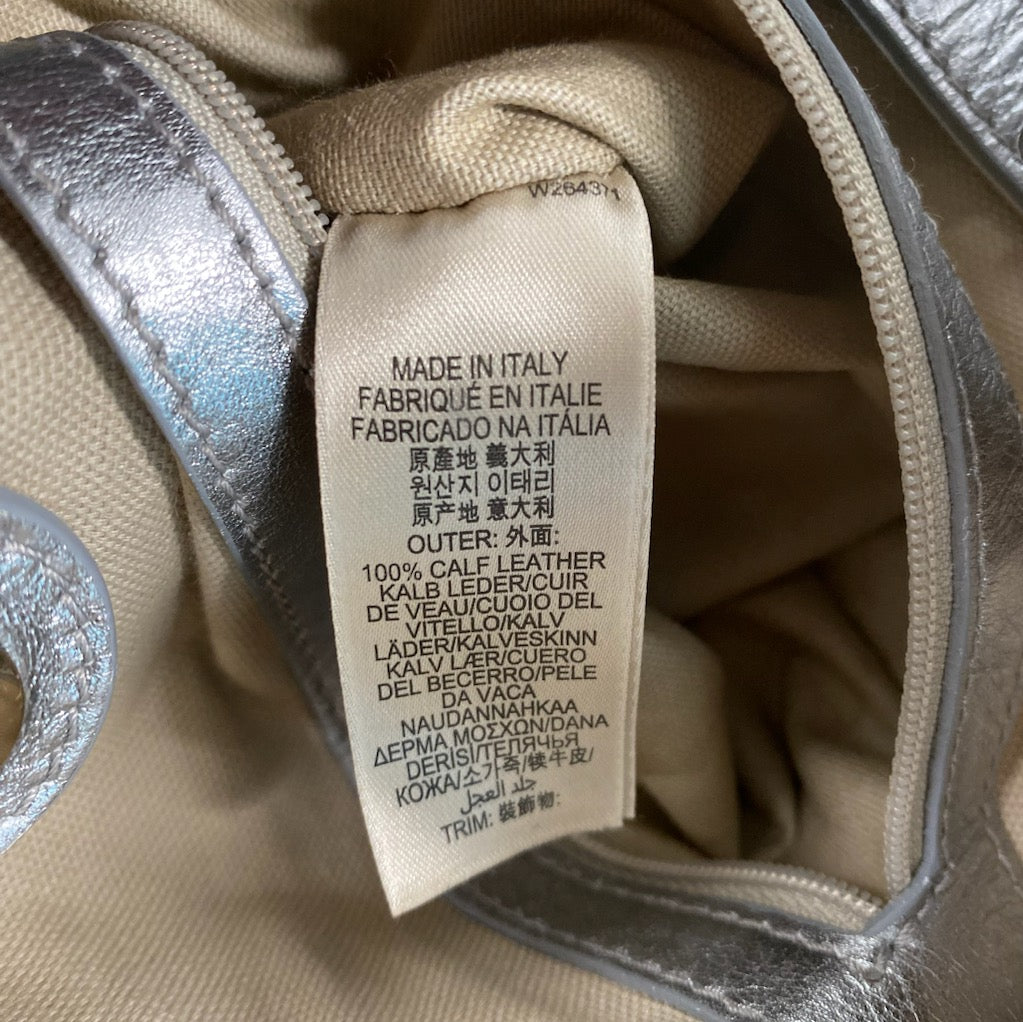 W264371
MADE IN ITALY
FABRIQUÉ EN ITALIE
FABRICADO NA ITÁLIA
原產地 義大利
원산지 이태리
原产地 意大利
OUTER: 外面:
100% CALF LEATHER
KALB LEDER/CUIR
DE VEAU/CUOIO DEL
VITELLO/KALV
LÄDER/KALVESKINN
KALV LÆR/CUERO
DEL BECERRO/PELE
DA VACA
NAUDANNAHKAA
ΔΕΡΜΑ ΜΟΣΧΩΝ/DANA
DERISI/ТЕЛЯЧЬЯ
КОЖА/소가죽/犊牛皮/
جلد العجل
TRIM: 裝飾物: